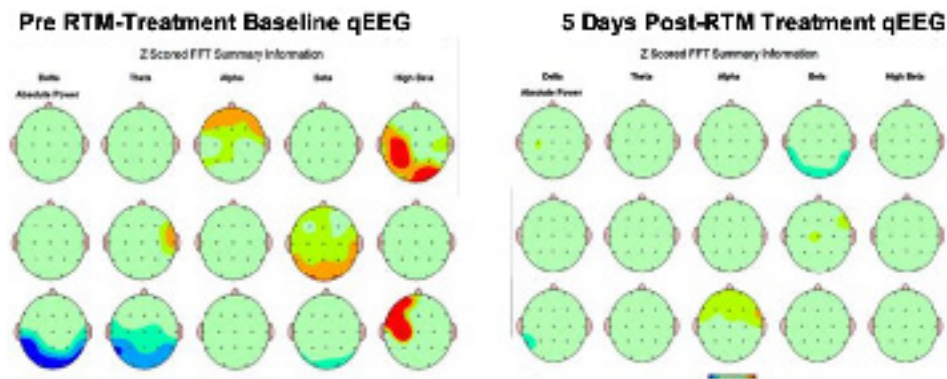 Pre RTM-Treatment Baseline qEEG
Z Scored FFT Summary Information
Delta Theta Alpha Beta High Beta
Absolute Power
5 Days Post-RTM Treatment qEEG
Z Scored FFT Summary Information
Delta Theta Alpha Beta High Beta
Absolute Power